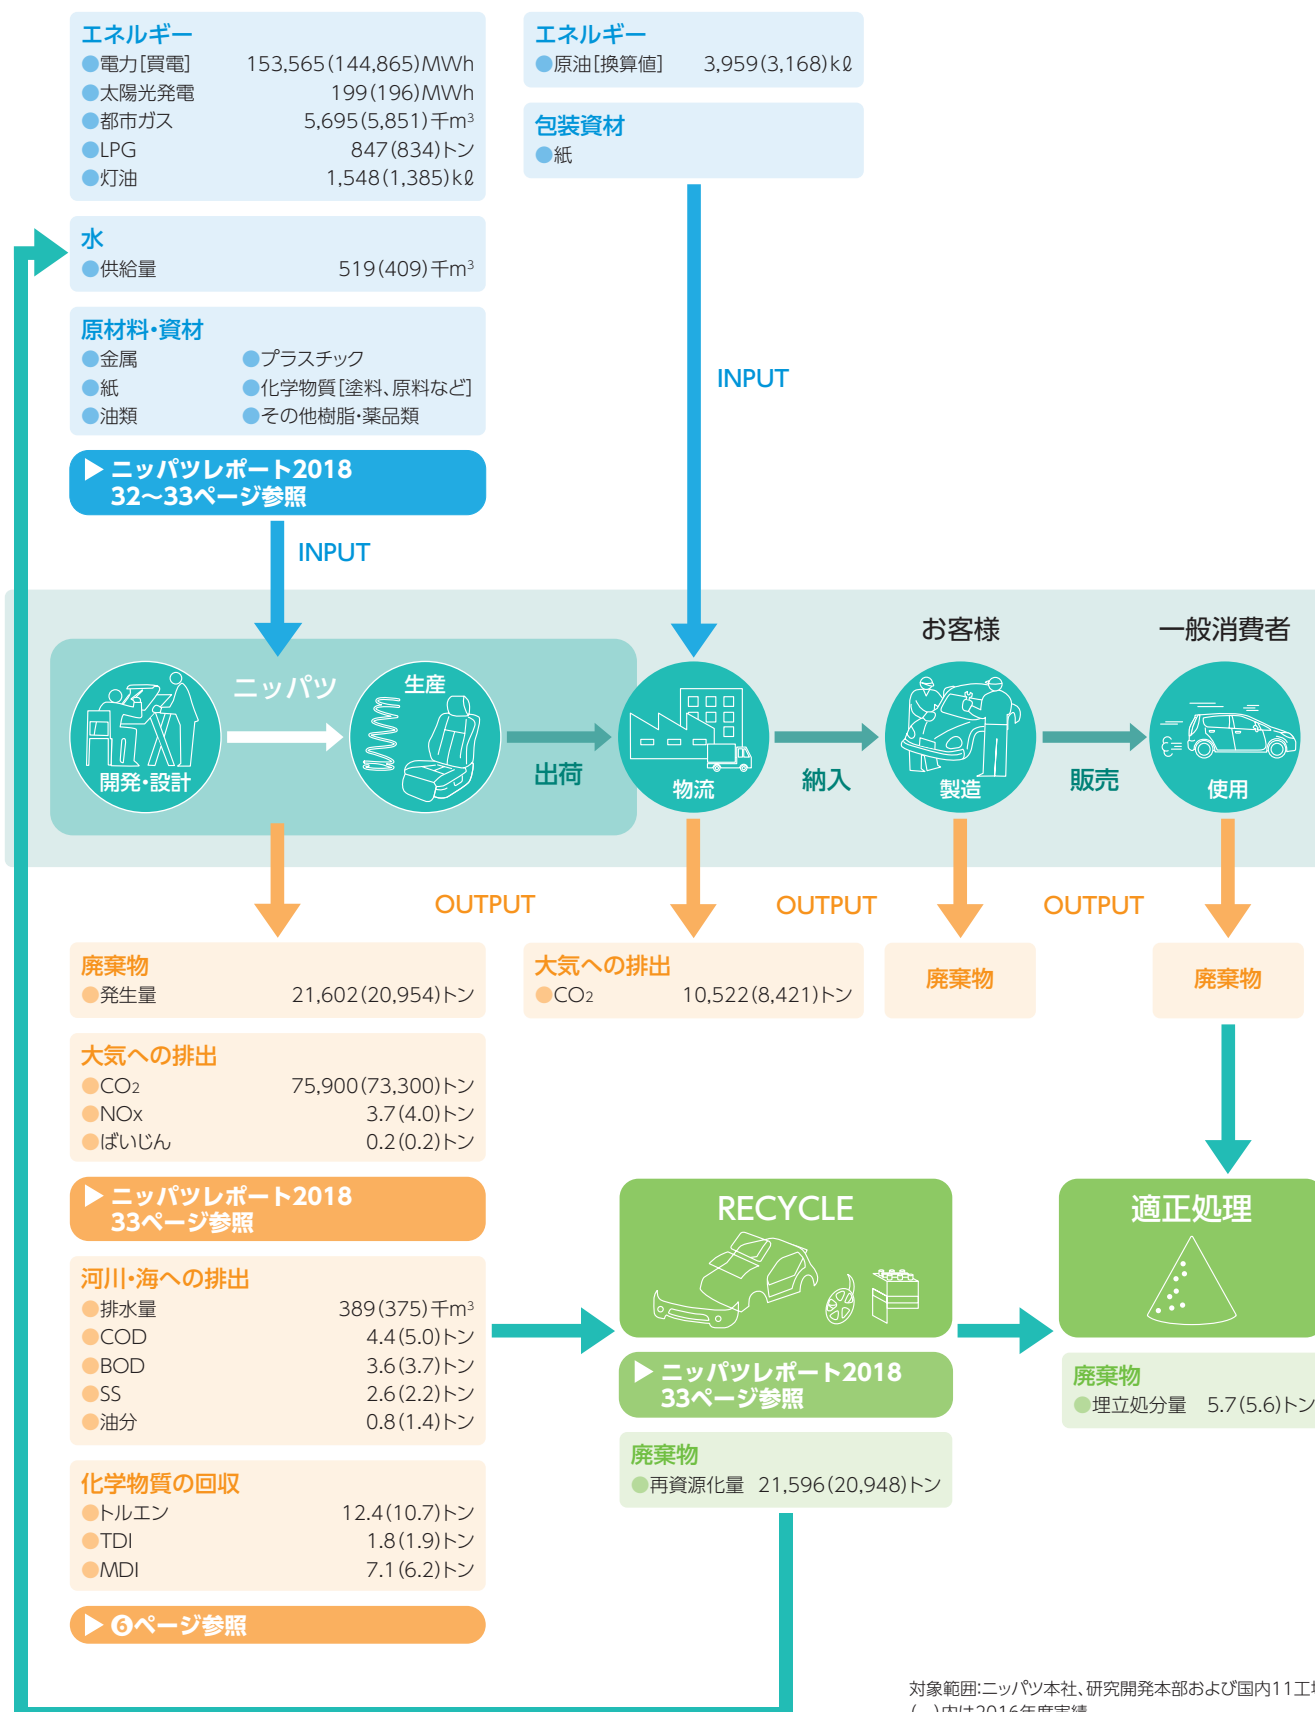 エネルギー
●電力[買電] 153,565(144,865)MWh
●太陽光発電 199(196)MWh
●都市ガス 5,695(5,851)千m³
●LPG 847(834)トン
●灯油 1,548(1,385)kℓ
水
●供給量 519(409)千m³
原材料・資材
●金属 ●プラスチック
●紙 ●化学物質[塗料、原料など]
●油類 ●その他樹脂・薬品類
▶ ニッパツレポート2018
32〜33ページ参照
INPUT
エネルギー
●原油[換算値] 3,959(3,168)kℓ
包装資材
●紙
INPUT
お客様 一般消費者
ニッパツ
生産
開発・設計
出荷
物流
納入
製造
販売
使用
OUTPUT
OUTPUT
OUTPUT
廃棄物
●発生量 21,602(20,954)トン
大気への排出
●CO₂ 75,900(73,300)トン
●NOx 3.7(4.0)トン
●ばいじん 0.2(0.2)トン
▶ ニッパツレポート2018
33ページ参照
河川・海への排出
●排水量 389(375)千m³
●COD 4.4(5.0)トン
●BOD 3.6(3.7)トン
●SS 2.6(2.2)トン
●油分 0.8(1.4)トン
化学物質の回収
●トルエン 12.4(10.7)トン
●TDI 1.8(1.9)トン
●MDI 7.1(6.2)トン
▶ ❻ページ参照
大気への排出
●CO₂ 10,522(8,421)トン
廃棄物
廃棄物
RECYCLE
▶ ニッパツレポート2018
33ページ参照
廃棄物
●再資源化量 21,596(20,948)トン
適正処理
廃棄物
●埋立処分量 5.7(5.6)トン
対象範囲:ニッパツ本社、研究開発本部および国内11工場
( )内は2016年度実績